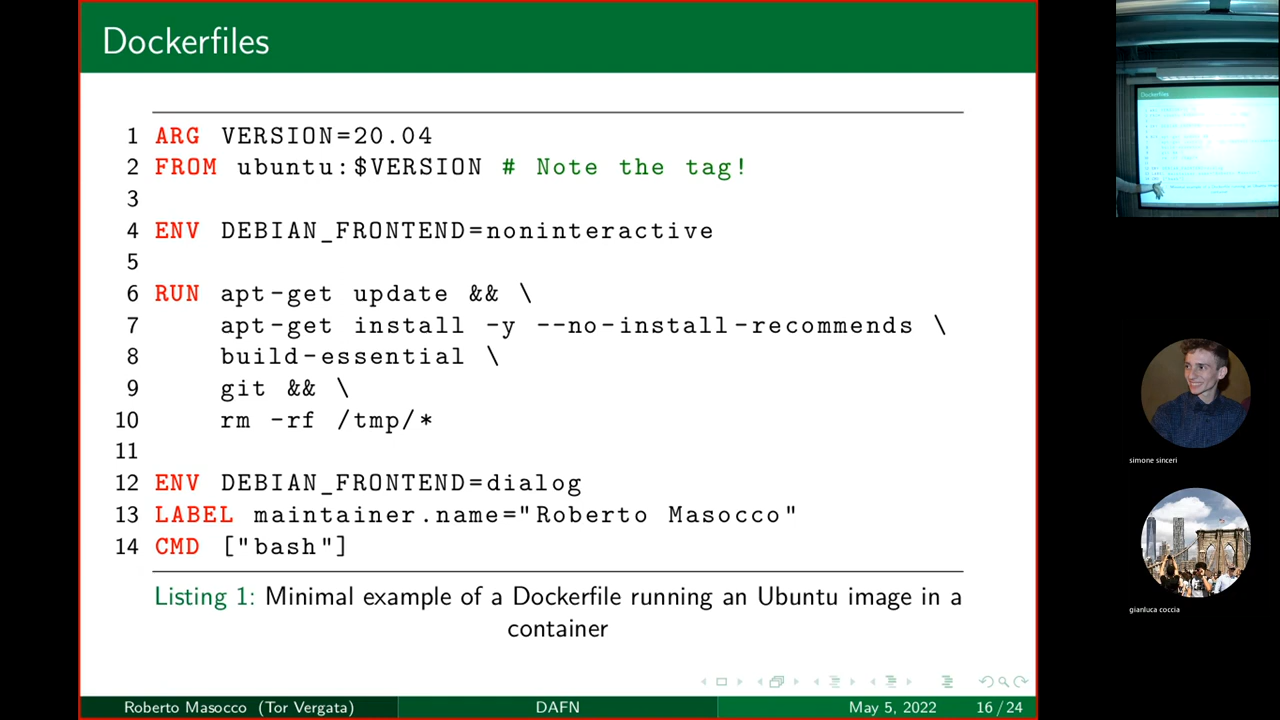 Dockerfiles
1 ARG VERSION=20.04
2 FROM ubuntu:$VERSION # Note the tag!
3
4 ENV DEBIAN_FRONTEND=noninteractive
5
6 RUN apt-get update && \
7 apt-get install -y --no-install-recommends \
8 build-essential \
9 git && \
10 rm -rf /tmp/*
11
12 ENV DEBIAN_FRONTEND=dialog
13 LABEL maintainer.name="Roberto Masocco"
14 CMD ["bash"]
Listing 1: Minimal example of a Dockerfile running an Ubuntu image in a
container
Roberto Masocco (Tor Vergata) DAFN May 5, 2022 16/24
Dockerfiles
simone sinceri
gianluca coccia